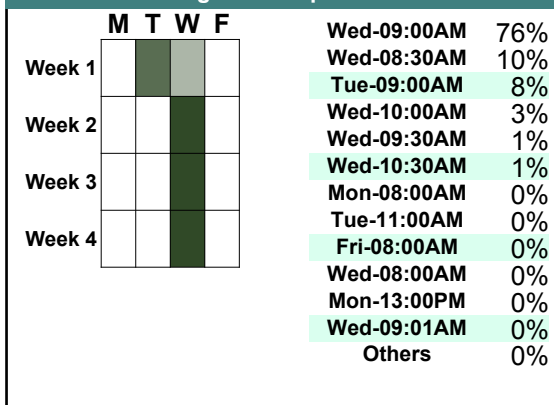 M T W F
Week 1
Week 2
Week 3
Week 4
Wed-09:00AM 76%
Wed-08:30AM 10%
Tue-09:00AM 8%
Wed-10:00AM 3%
Wed-09:30AM 1%
Wed-10:30AM 1%
Mon-08:00AM 0%
Tue-11:00AM 0%
Fri-08:00AM 0%
Wed-08:00AM 0%
Mon-13:00PM 0%
Wed-09:01AM 0%
Others 0%